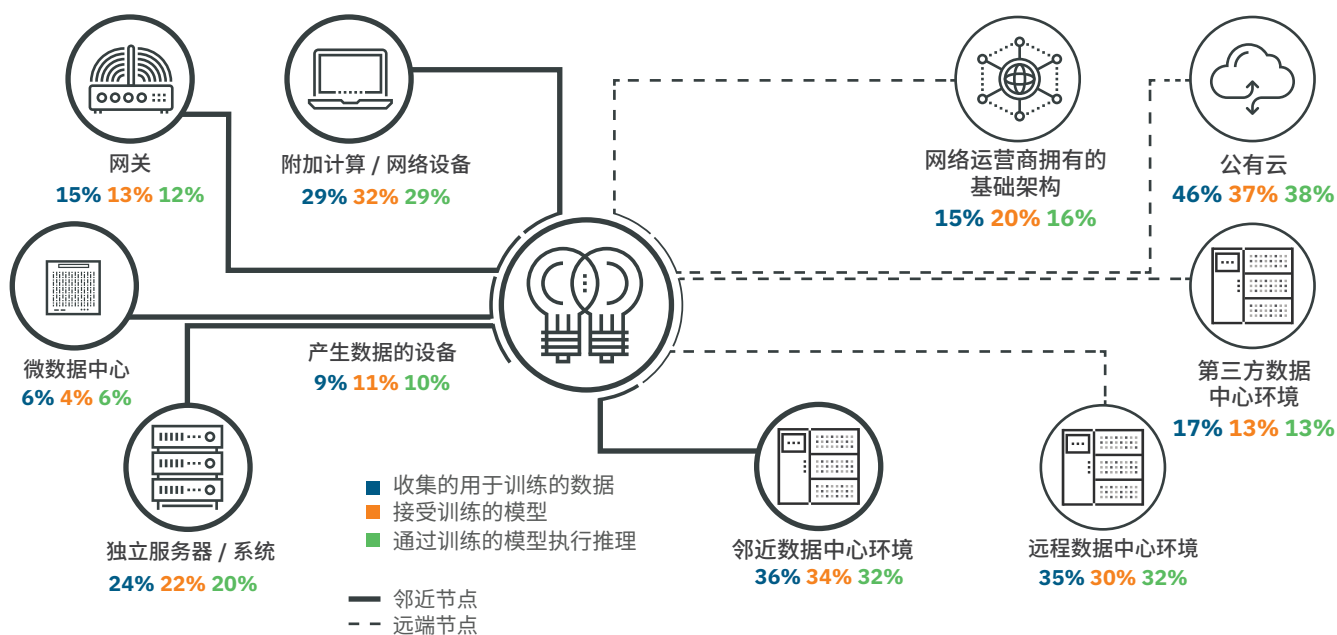 网关
15% 13% 12%
附加计算 / 网络设备
29% 32% 29%
网络运营商拥有的
基础架构
15% 20% 16%
公有云
46% 37% 38%
微数据中心
6% 4% 6%
产生数据的设备
9% 11% 10%
第三方数据
中心环境
17% 13% 13%
独立服务器 / 系统
24% 22% 20%
收集的用于训练的数据
接受训练的模型
通过训练的模型执行推理
邻近节点
远端节点
邻近数据中心环境
36% 34% 32%
远程数据中心环境
35% 30% 32%